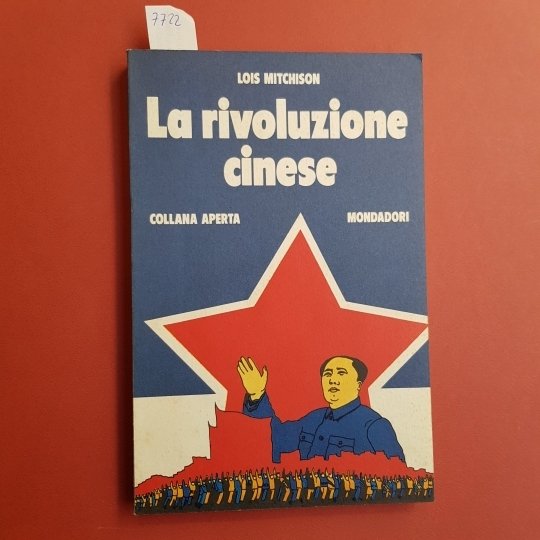 7722
LOIS MITCHISON
La rivoluzione
cinese
COLLANA APERTA MONDADORI